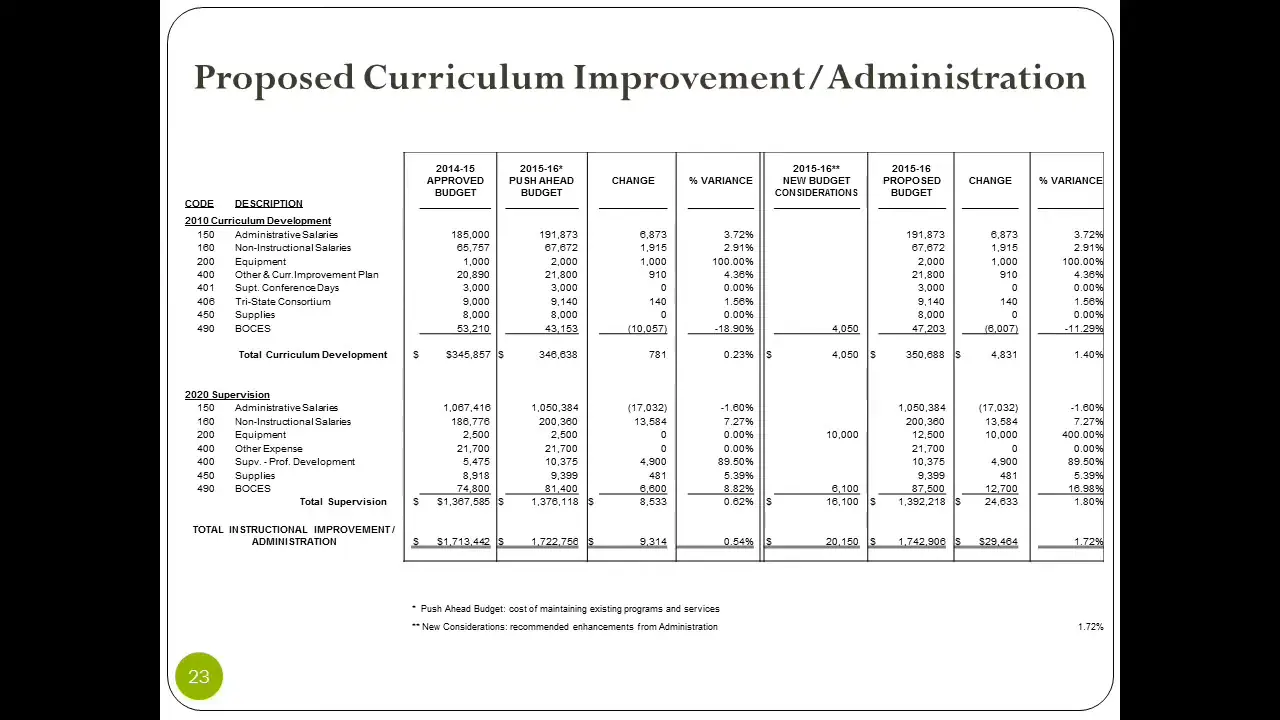 Proposed Curriculum Improvement/Administration
2014-15 2015-16* 2015-16** 2015-16
APPROVED PUSH AHEAD CHANGE % VARIANCE NEW BUDGET PROPOSED CHANGE % VARIANCE
BUDGET BUDGET CONSIDERATIONS BUDGET
CODE DESCRIPTION
2010 Curriculum Development
150 Administrative Salaries 185,000 191,873 6,873 3.72% 191,873 6,873 3.72%
160 Non-Instructional Salaries 65,757 67,672 1,915 2.91% 67,672 1,915 2.91%
200 Equipment 1,000 2,000 1,000 100.00% 2,000 1,000 100.00%
400 Other & Curr.Improvement Plan 20,890 21,800 910 4.36% 21,800 910 4.36%
401 Supt. Conference Days 3,000 3,000 0 0.00% 3,000 0 0.00%
406 Tri-State Consortium 9,000 9,140 140 1.56% 9,140 140 1.56%
450 Supplies 8,000 8,000 0 0.00% 8,000 0 0.00%
490 BOCES 53,210 43,153 (10,057) -18.90% 4,050 47,203 (6,007) -11.29%
Total Curriculum Development $ $345,857 $ 346,638 781 0.23% $ 4,050 $ 350,688 $ 4,831 1.40%
2020 Supervision
150 Administrative Salaries 1,067,416 1,050,384 (17,032) -1.60% 1,050,384 (17,032) -1.60%
160 Non-Instructional Salaries 186,776 200,360 13,584 7.27% 200,360 13,584 7.27%
200 Equipment 2,500 2,500 0 0.00% 10,000 12,500 10,000 400.00%
400 Other Expense 21,700 21,700 0 0.00% 21,700 0 0.00%
400 Supv. - Prof. Development 5,475 10,375 4,900 89.50% 10,375 4,900 89.50%
450 Supplies 8,918 9,399 481 5.39% 9,399 481 5.39%
490 BOCES 74,800 81,400 6,600 8.82% 6,100 87,500 12,700 16.98%
Total Supervision $ $1,367,585 $ 1,376,118 $ 8,533 0.62% $ 16,100 $ 1,392,218 $ 24,633 1.80%
TOTAL INSTRUCTIONAL IMPROVEMENT/
ADMINISTRATION $ $1,713,442 $ 1,722,756 $ 9,314 0.54% $ 20,150 $ 1,742,906 $ $29,464 1.72%
* Push Ahead Budget: cost of maintaining existing programs and services
** New Considerations: recommended enhancements from Administration 1.72%
23